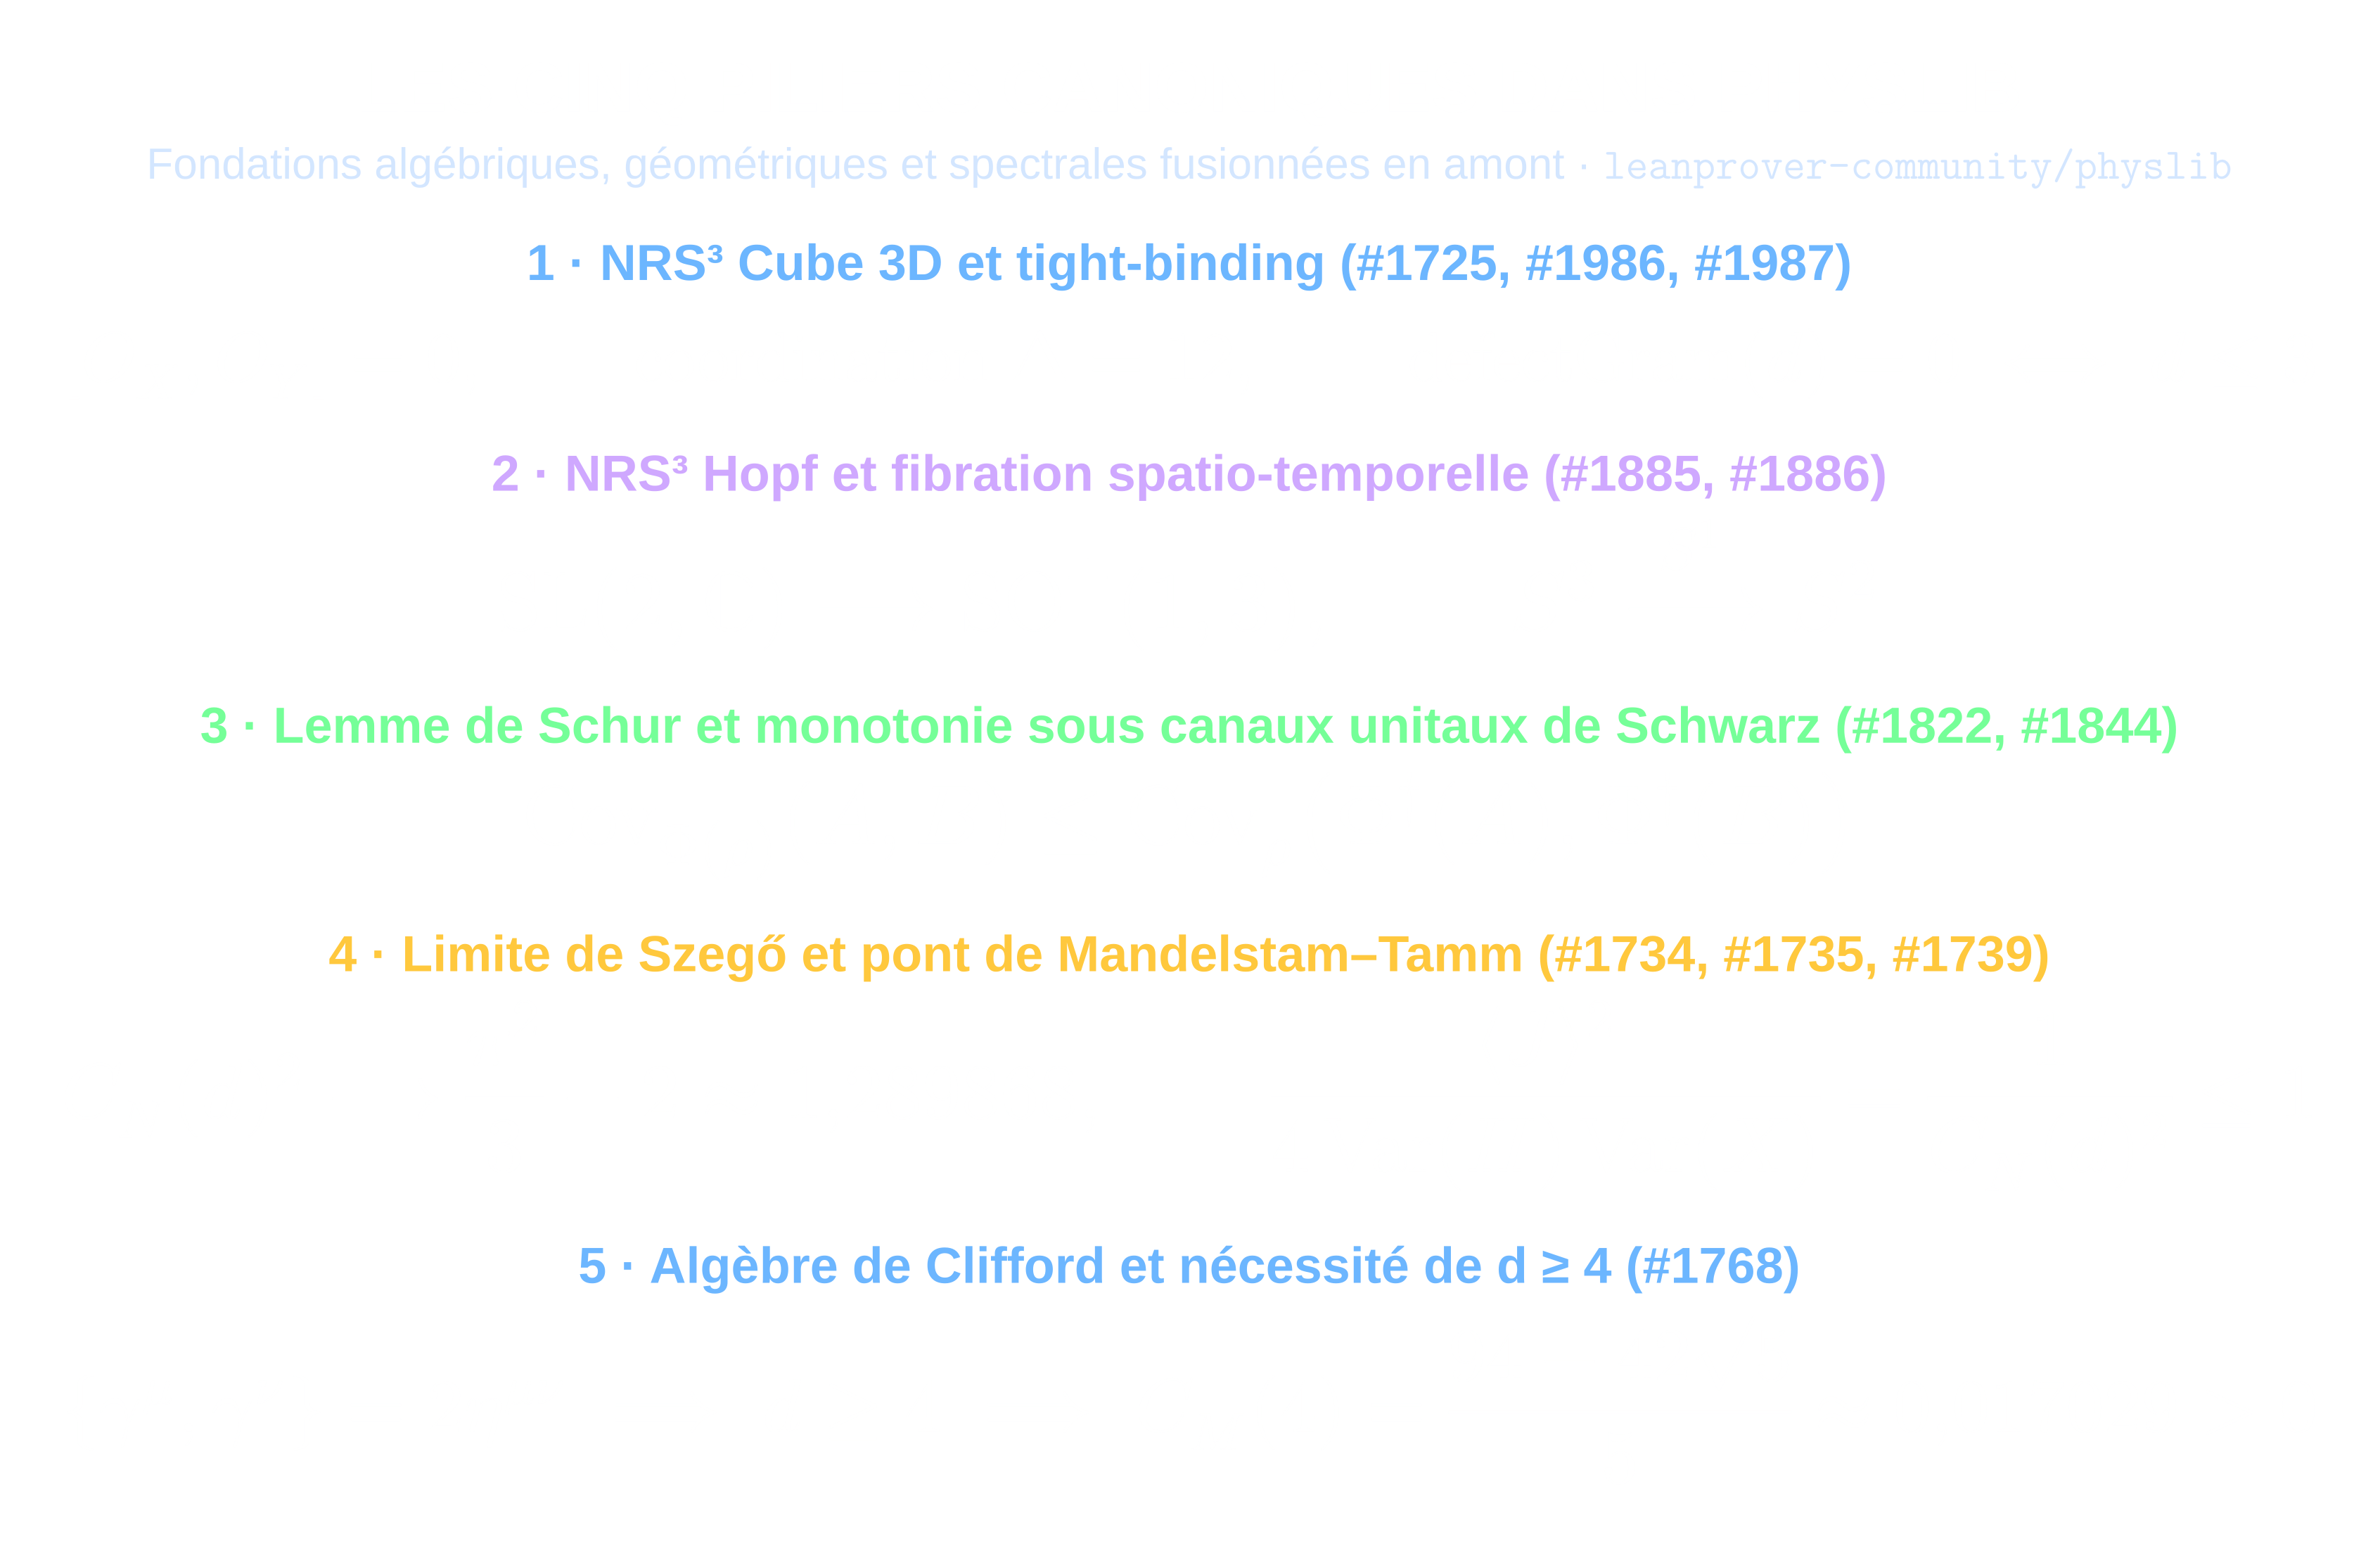 Fondations algébriques, géométriques et spectrales fusionnées en amont · leanprover-community/physlib
1 · NRS³ Cube 3D et tight-binding (#1725, #1986, #1987)
2 · NRS³ Hopf et fibration spatio-temporelle (#1885, #1886)
3 · Lemme de Schur et monotonie sous canaux unitaux de Schwarz (#1822, #1844)
4 · Limite de Szegő et pont de Mandelstam–Tamm (#1734, #1735, #1739)
5 · Algèbre de Clifford et nécessité de d ≥ 4 (#1768)